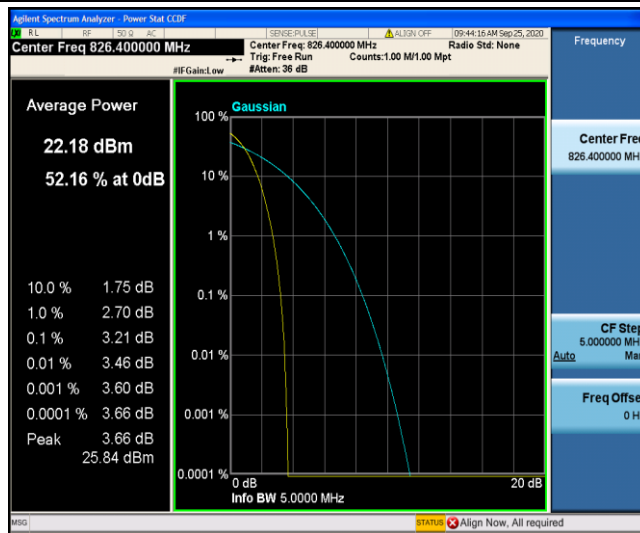 Agilent Spectrum Analyzer - Power Stat CCDF
RL RF 50 Ω AC SENSE:PULSE ALIGN OFF 09:44:16 AM Sep 25, 2020
Center Freq 826.400000 MHz
Center Freq: 826.400000 MHz Radio Std: None
Trig: Free Run Counts:1.00 M/1.00 Mpt
#IFGain:Low #Atten: 36 dB
Frequency
Average Power
22.18 dBm
52.16 % at 0dB
10.0 % 1.75 dB
1.0 % 2.70 dB
0.1 % 3.21 dB
0.01 % 3.46 dB
0.001 % 3.60 dB
0.0001 % 3.66 dB
Peak 3.66 dB
25.84 dBm
Gaussian
100 %
10 %
1 %
0.1 %
0.01 %
0.001 %
0.0001 %
0 dB 20 dB
Info BW 5.0000 MHz
Center Fre
826.400000 MH
CF Step
5.000000 MH
Auto Ma
Freq Offse
0 H
MSG STATUS Align Now, All required